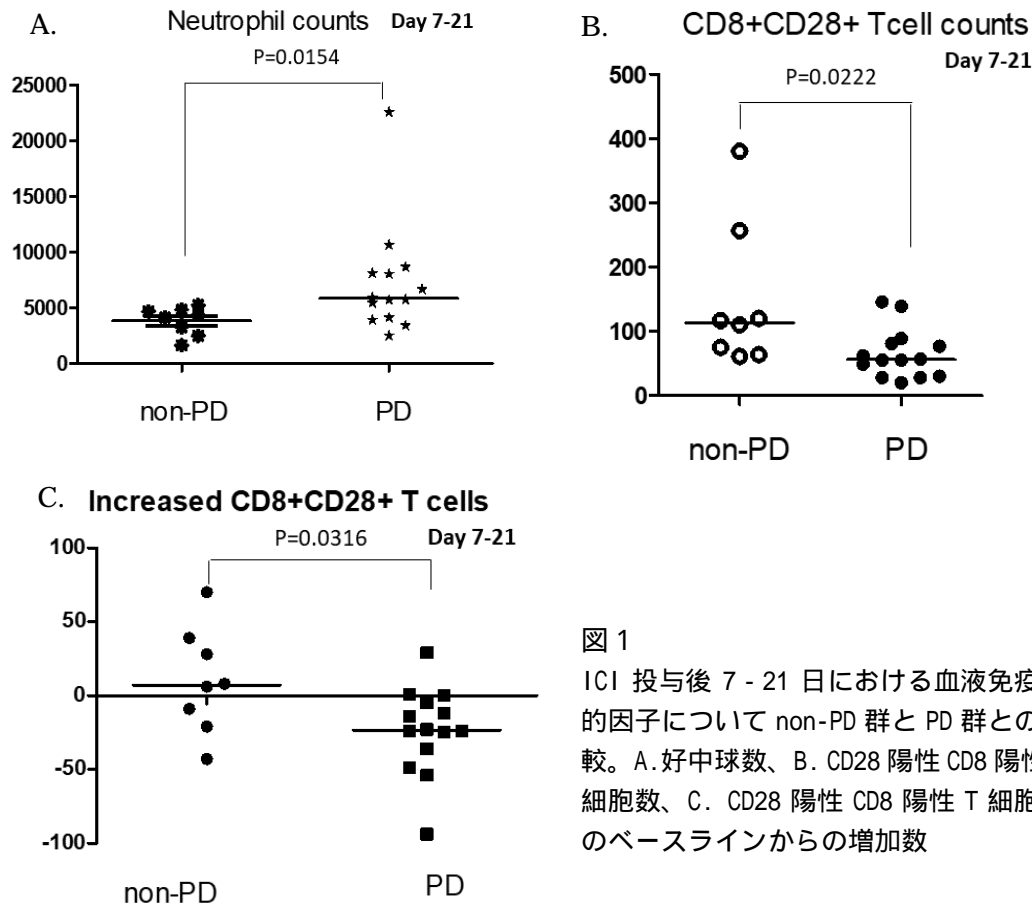 A.
Neutrophil counts Day 7-21
P=0.0154
25000
20000
15000
10000
5000
0
non-PD PD
B.
CD8+CD28+ Tcell counts
Day 7-21
P=0.0222
500
400
300
200
100
0
non-PD PD
C. Increased CD8+CD28+ T cells
P=0.0316 Day 7-21
100
50
0
-50
-100
non-PD PD
図 1
ICI 投与後 7 - 21 日における血液免疫
的因子について non-PD 群と PD 群との
較。A.好中球数、B. CD28 陽性 CD8 陽性
細胞数、C. CD28 陽性 CD8 陽性 T 細胞
のベースラインからの増加数